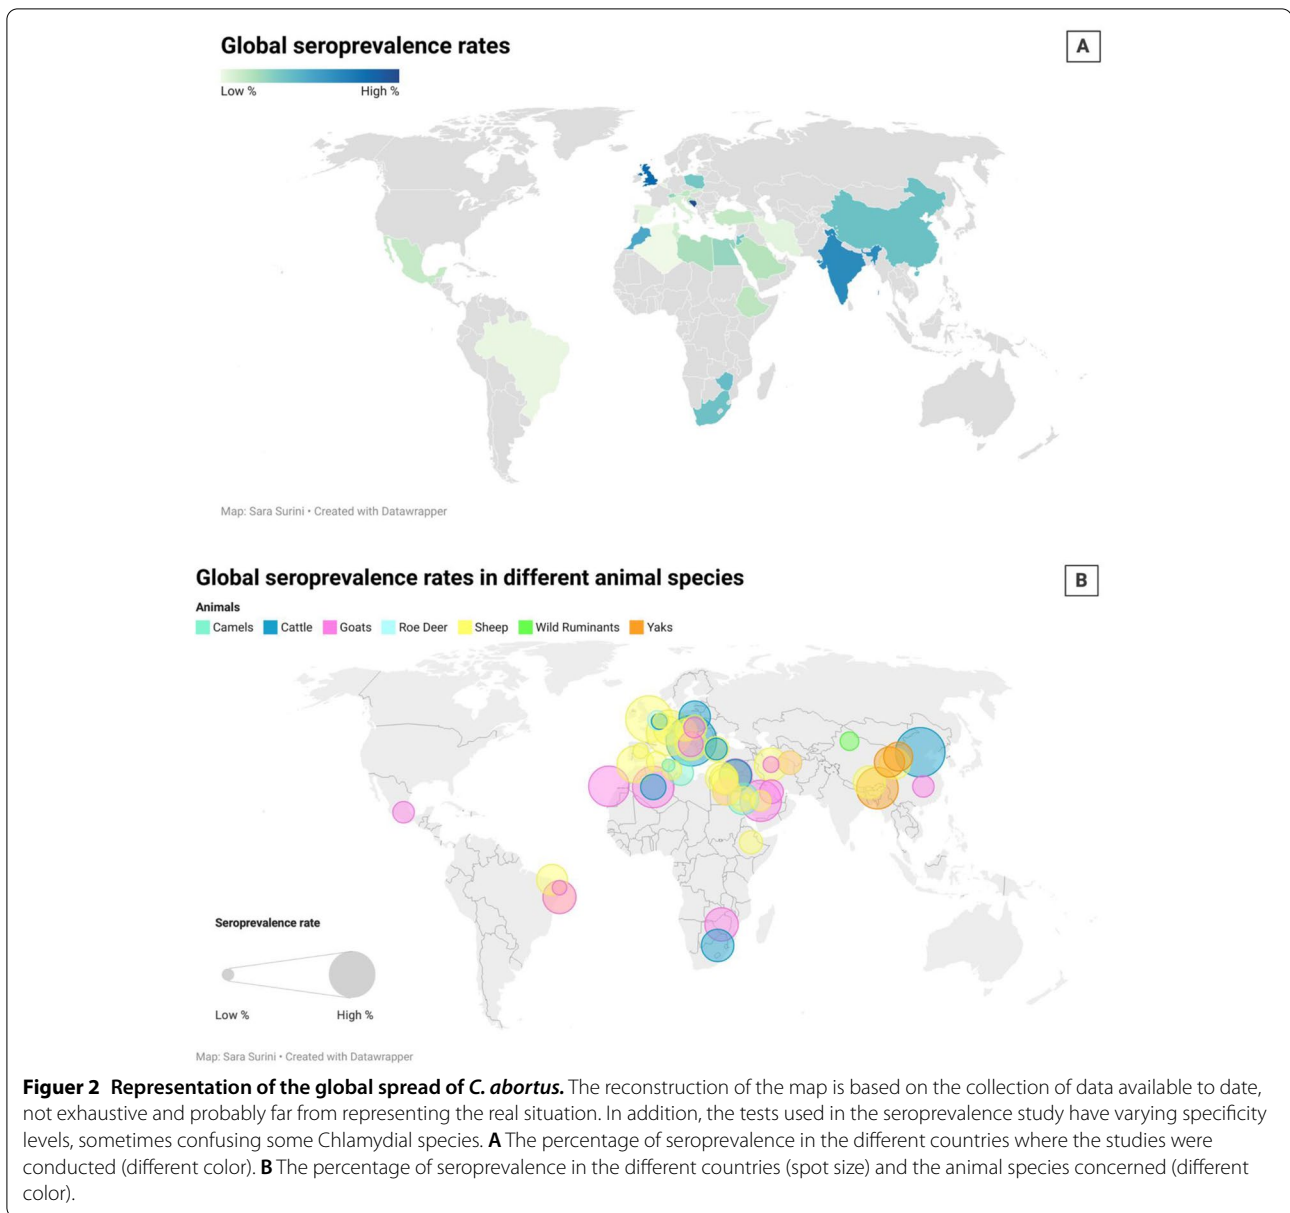 Global seroprevalence rates
A
Low % High %
Map: Sara Surini • Created with Datawrapper
Global seroprevalence rates in different animal species
B
Animals
Camels Cattle Goats Roe Deer Sheep Wild Ruminants Yaks
Seroprevalence rate
Low % High %
Map: Sara Surini • Created with Datawrapper
Figuer 2 Representation of the global spread of C. abortus. The reconstruction of the map is based on the collection of data available to date,
not exhaustive and probably far from representing the real situation. In addition, the tests used in the seroprevalence study have varying specificity
levels, sometimes confusing some Chlamydial species. A The percentage of seroprevalence in the different countries where the studies were
conducted (different color). B The percentage of seroprevalence in the different countries (spot size) and the animal species concerned (different
color).